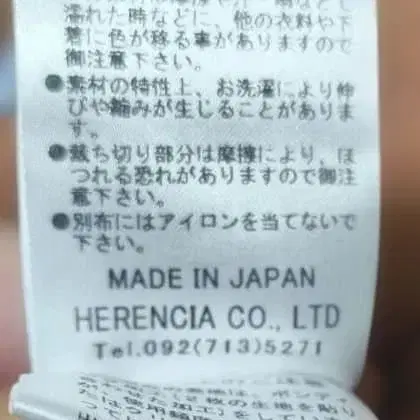 濡れた時などに、他の衣料や下
着に色が移る事がありますので
御注意下さい。
●素材の特性上、お洗濯により伸
びや縮みが生じることがありま
す。
●裁ち切り部分は摩擦により、ほ
つれる恐れがありますので御注
意下さい。
●別布にはアイロンを当てないで
下さい。
MADE IN JAPAN
HERENCIA CO., LTD
Tel.092(713)5271